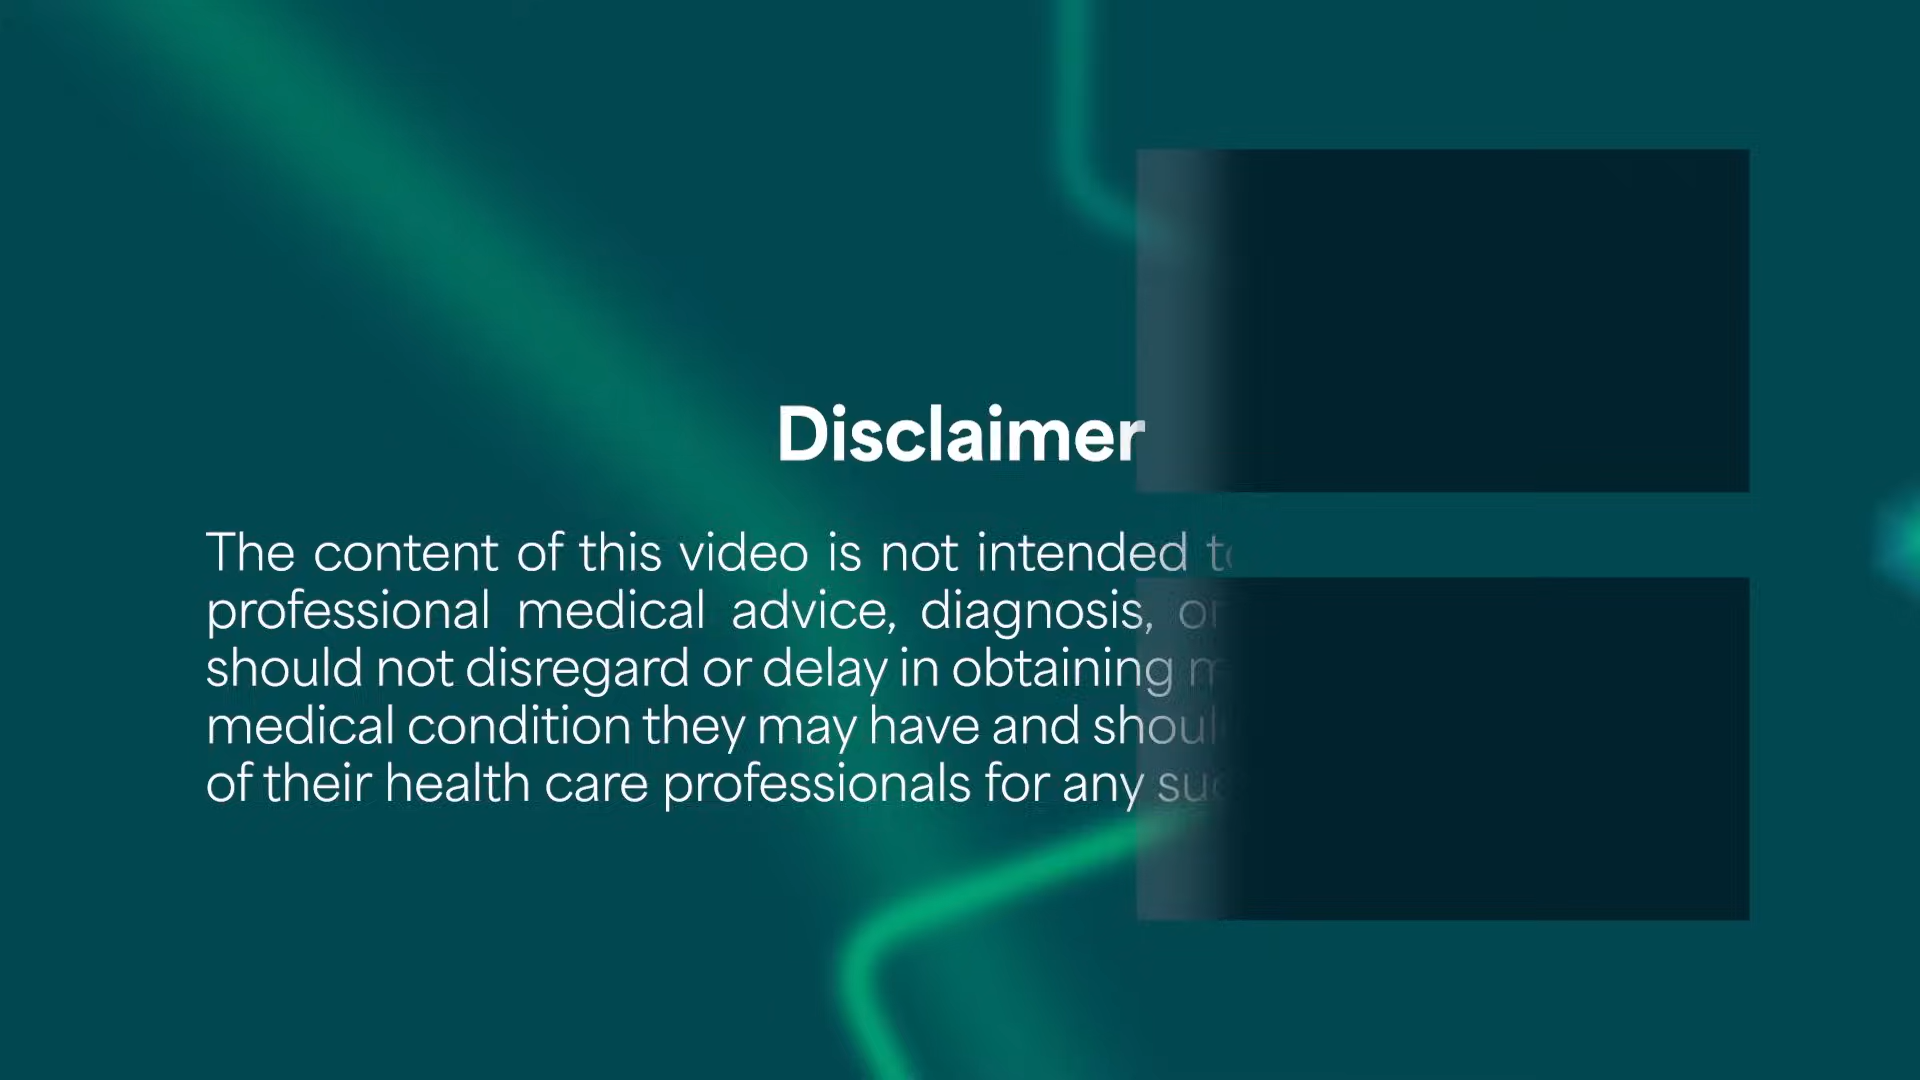 Disclaimer
The content of this video is not intended
professional medical advice, diagnosis,
should not disregard or delay in obtaining
medical condition they may have and
of their health care professionals for any